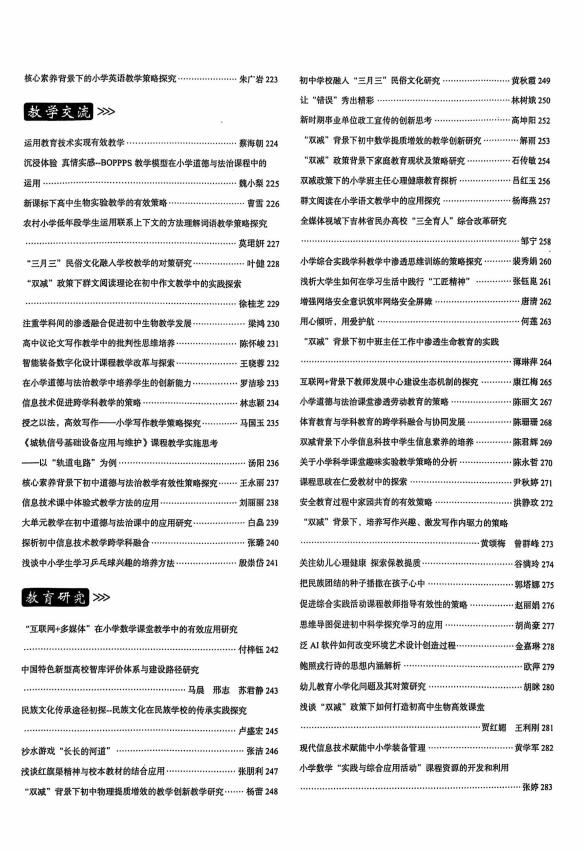 核心素养背景下的小学英语教学策略探究……………………朱广岩 223
教学交流 >>>
运用教育技术实现有效教学……………………蔡海朝 224
沉浸体验 真情实感--BOPPPS 教学模型在小学道德与法治课程中的
运用……………………魏小梨 225
新课标下高中生物实验教学的有效策略……………………曹雪 226
农村小学低年段学生运用联系上下文的方法理解词语教学策略探究
……………………莫珺妍 227
“三月三”民俗文化融入学校教学的对策研究……………………叶健 228
“双减”政策下群文阅读理论在初中作文教学中的实践探索
……………………徐桂芝 229
注重学科间的渗透融合促进初中生物教学发展……………………梁鸿 230
高中议论文写作教学中的批判性思维培养……………………陈怀峻 231
智能装备数字化设计课程教学改革与探索……………………王晓蓉 232
在小学道德与法治教学中培养学生的创新能力……………………罗洁珍 233
信息技术促进跨学科教学的策略……………………林志颖 234
授之以法，高效写作——小学写作教学策略探究……………………马国玉 235
《城轨信号基础设备应用与维护》课程教学实施思考
——以“轨道电路”为例……………………汤阳 236
核心素养背景下初中道德与法治教学有效性策略探究……………………王永丽 237
信息技术课中体验式教学方法的应用……………………刘丽丽 238
大单元教学在初中道德与法治课中的应用研究……………………白皛 239
探析初中信息技术教学跨学科融合……………………张璐 240
浅谈中小学生学习乒乓球兴趣的培养方法……………………殷崇岱 241
教育研究 >>>
“互联网+多媒体”在小学数学课堂教学中的有效应用研究
……………………付梓钰 242
中国特色新型高校智库评价体系与建设路径研究
……………………马晨 邢志 苏君静 243
民族文化传承途径初探--民族文化在民族学校的传承实践探究
……………………卢盛宏 245
沙水游戏“长长的河道”……………………张洁 246
浅谈红旗渠精神与校本教材的结合应用……………………张朋利 247
“双减”背景下初中物理提质增效的教学创新教学研究……………………杨蕾 248
初中学校融入“三月三”民俗文化研究……………………黄秋霞 249
让“错误”秀出精彩……………………林树娥 250
新时期事业单位政工宣传的创新思考……………………高坤阳 252
“双减”背景下初中数学提质增效的教学创新研究……………………解雨 253
“双减”政策背景下家庭教育现状及策略研究……………………石传敏 254
双减政策下的小学班主任心理健康教育探析……………………吕红玉 256
群文阅读在小学语文教学中的应用探究……………………杨海燕 257
全媒体视域下吉林省民办高校“三全育人”综合改革研究
……………………邹宁 258
小学综合实践学科教学中渗透思维训练的策略探究……………………裴秀娟 260
浅析大学生如何在学习生活中践行“工匠精神”……………………张钰崑 261
增强网络安全意识筑牢网络安全屏障……………………唐清 262
用心倾听，用爱护航……………………何莲 263
“双减”背景下初中班主任工作中渗透生命教育的实践
……………………薄琳萍 264
互联网+背景下教师发展中心建设生态机制的探究……………………康江梅 265
小学道德与法治课堂渗透劳动教育的策略……………………陈丽文 267
体育教育与学科教育的跨学科融合与协同发展……………………陈珊珊 268
双减背景下小学信息科技中学生信息素养的培养……………………陈君辉 269
关于小学科学课堂趣味实验教学策略的分析……………………陈永哲 270
课程思政在仁爱教材中的探索……………………尹秋婷 271
安全教育过程中家园共育的有效策略……………………洪静玫 272
“双减”背景下，培养写作兴趣、激发写作内驱力的策略
……………………黄颂梅 曾群峰 273
关注幼儿心理健康 探索保教提质……………………谷满玲 274
把民族团结的种子播撒在孩子心中……………………郭塔娜 275
促进综合实践活动课程教师指导有效性的策略……………………赵丽娟 276
思维导图促进初中科学探究学习的应用……………………胡尚豪 277
泛 AI 软件如何改变环境艺术设计创造过程……………………金嘉琳 278
鲍照戎行诗的思想内涵解析……………………欧萍 279
幼儿教育小学化问题及其对策研究……………………胡咪 280
浅谈“双减”政策下如何打造初高中生物高效课堂
……………………贾红媚 王利刚 281
现代信息技术赋能中小学装备管理……………………黄学军 282
小学数学“实践与综合应用活动”课程资源的开发和利用
……………………张婷 283